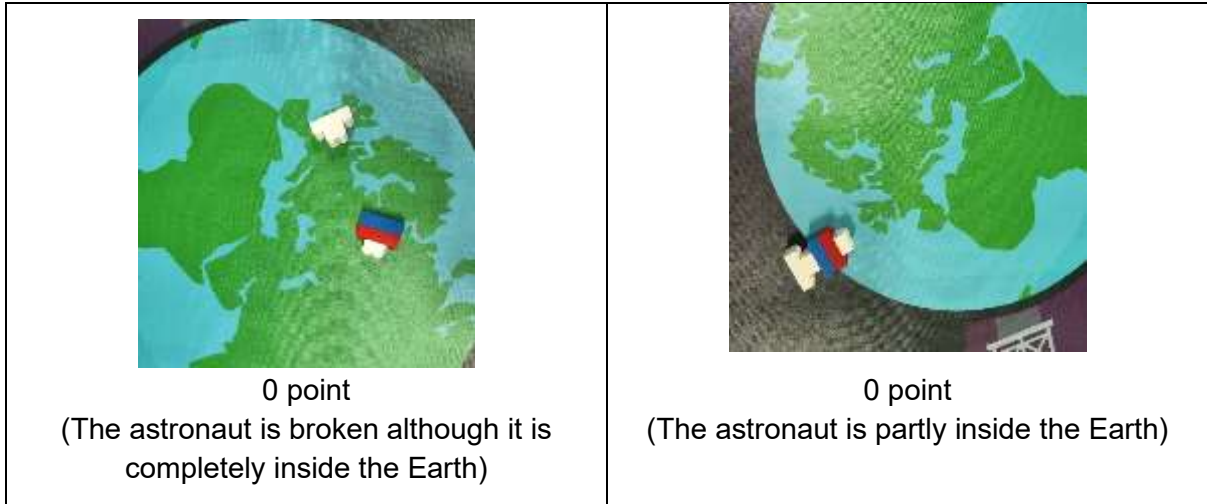 0 point
(The astronaut is broken although it is
completely inside the Earth)
0 point
(The astronaut is partly inside the Earth)